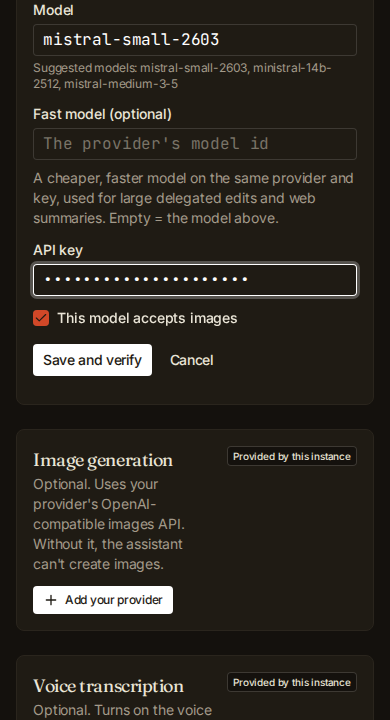 Model
mistral-small-2603
Suggested models: mistral-small-2603, ministral-14b-
2512, mistral-medium-3-5
Fast model (optional)
The provider's model id
A cheaper, faster model on the same provider and
key, used for large delegated edits and web
summaries. Empty = the model above.
API key
•••••••••••••••••••••
This model accepts images
Save and verify Cancel
Image generation
Provided by this instance
Optional. Uses your
provider's OpenAI-
compatible images API.
Without it, the assistant
can't create images.
+ Add your provider
Voice transcription
Provided by this instance
Optional. Turns on the voice